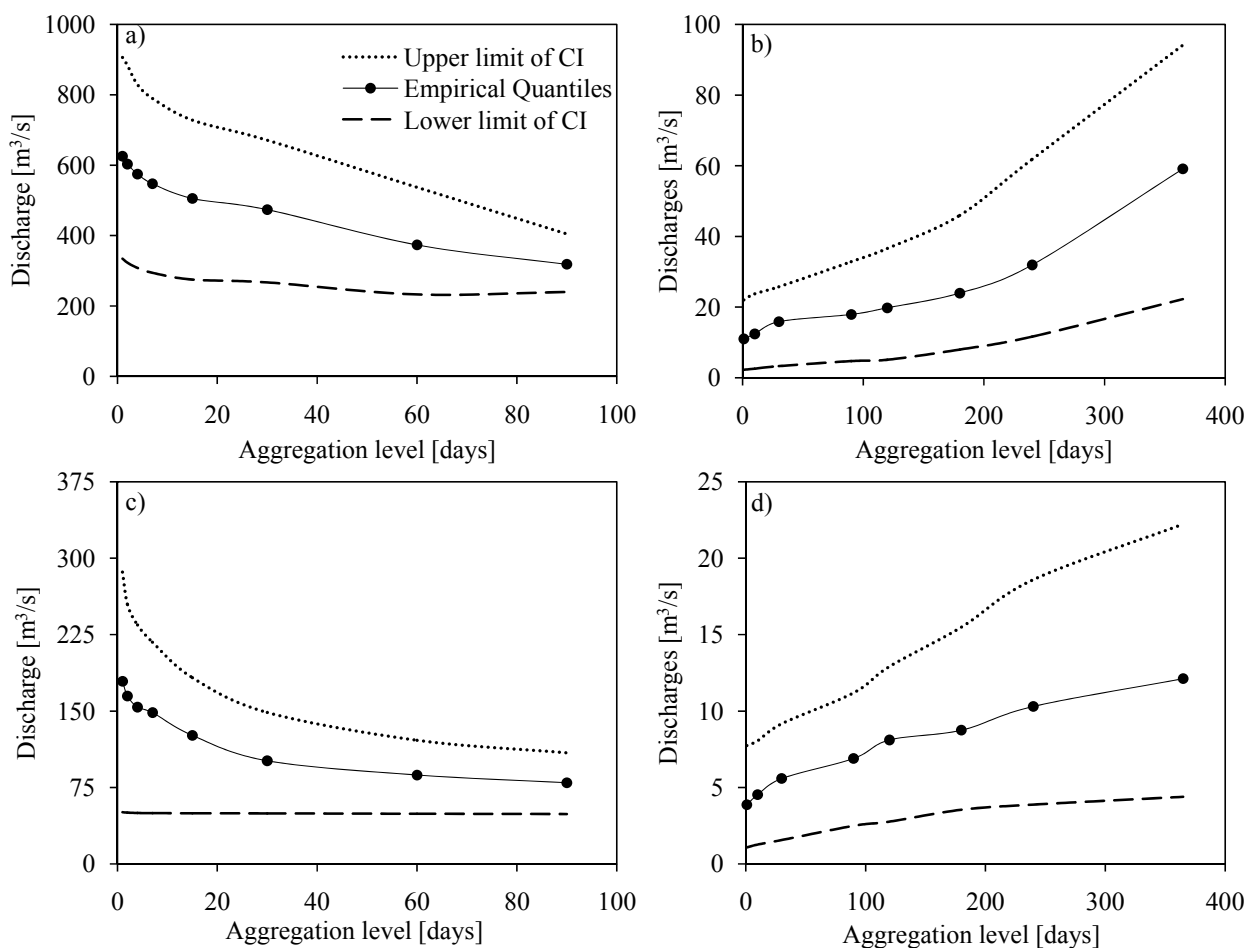 a)
1000
800
600
400
200
0
Discharge [m³/s]
Upper limit of CI
Empirical Quantiles
Lower limit of CI
0 20 40 60 80 100
Aggregation level [days]
b)
100
80
60
40
20
0
Discharges [m³/s]
0 100 200 300 400
Aggregation level [days]
c)
375
300
225
150
75
0
Discharge [m³/s]
0 20 40 60 80 100
Aggregation level [days]
d)
25
20
15
10
5
0
Discharges [m³/s]
0 100 200 300 400
Aggregation level [days]